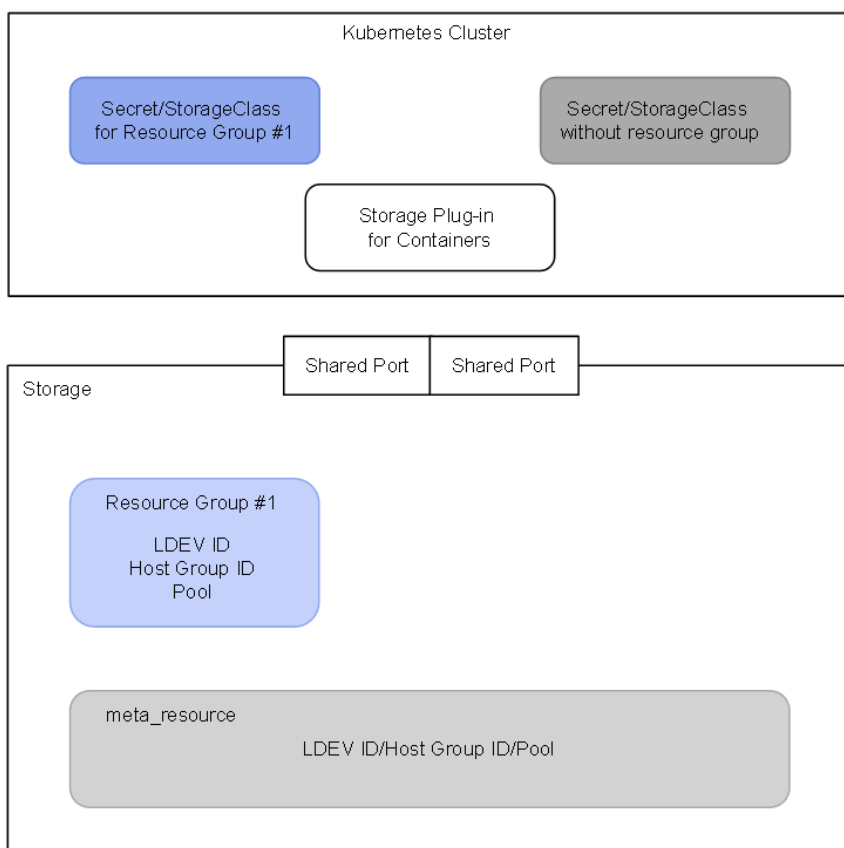 Kubernetes Cluster
Secret/StorageClass
for Resource Group #1
Secret/StorageClass
without resource group
Storage Plug-in
for Containers
Shared Port
Shared Port
Storage
Resource Group #1
LDEV ID
Host Group ID
Pool
meta_resource
LDEV ID/Host Group ID/Pool